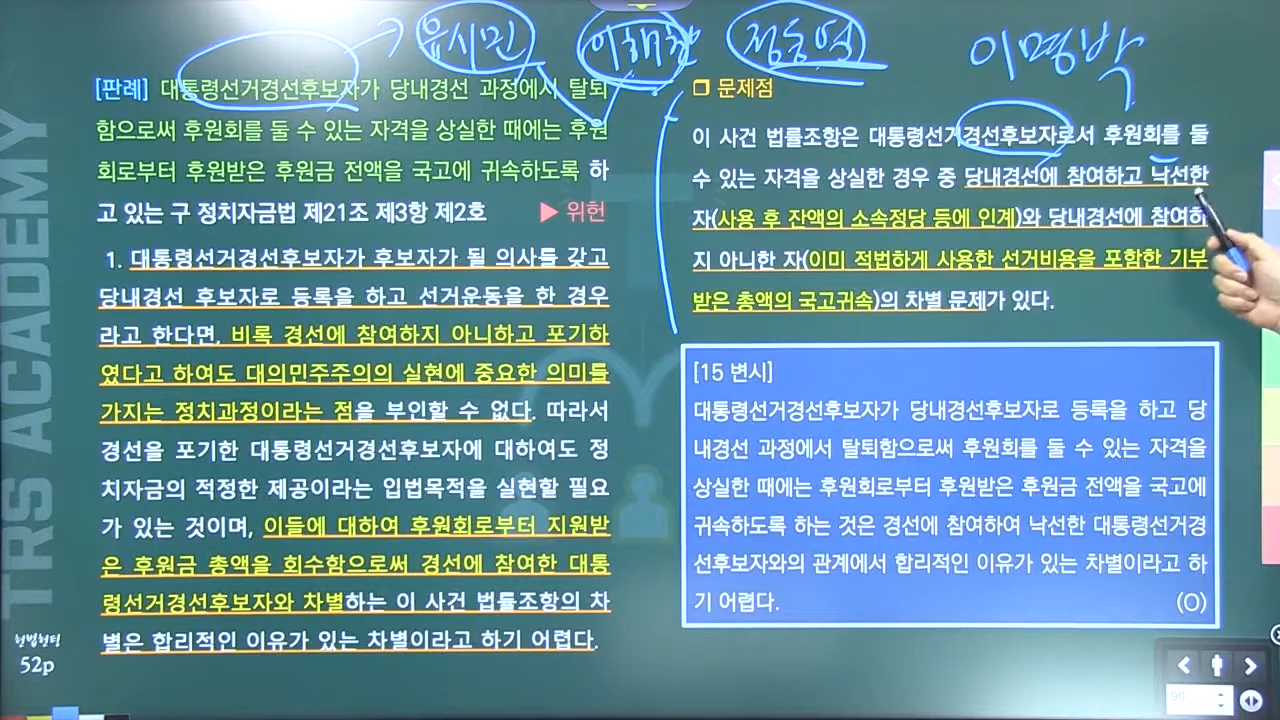 유시민 이해찬 정동영 이명박
[판례] 대통령선거경선후보자가 당내경선 과정에서 탈퇴
함으로써 후원회를 둘 수 있는 자격을 상실한 때에는 후원
회로부터 후원받은 후원금 전액을 국고에 귀속하도록 하
고 있는 구 정치자금법 제21조 제3항 제2호 ▶ 위헌
1. 대통령선거경선후보자가 후보자가 될 의사를 갖고
당내경선 후보자로 등록을 하고 선거운동을 한 경우
라고 한다면, 비록 경선에 참여하지 아니하고 포기하
였다고 하여도 대의민주주의의 실현에 중요한 의미를
가지는 정치과정이라는 점을 부인할 수 없다. 따라서
경선을 포기한 대통령선거경선후보자에 대하여도 정
치자금의 적정한 제공이라는 입법목적을 실현할 필요
가 있는 것이며, 이들에 대하여 후원회로부터 지원받
은 후원금 총액을 회수함으로써 경선에 참여한 대통
령선거경선후보자와 차별하는 이 사건 법률조항의 차
별은 합리적인 이유가 있는 차별이라고 하기 어렵다.
❒ 문제점
이 사건 법률조항은 대통령선거경선후보자로서 후원회를 둘
수 있는 자격을 상실한 경우 중 당내경선에 참여하고 낙선한
자(사용 후 잔액의 소속정당 등에 인계)와 당내경선에 참여하
지 아니한 자(이미 적법하게 사용한 선거비용을 포함한 기부
받은 총액의 국고귀속)의 차별 문제가 있다.
[15 변시]
대통령선거경선후보자가 당내경선후보자로 등록을 하고 당
내경선 과정에서 탈퇴함으로써 후원회를 둘 수 있는 자격을
상실한 때에는 후원회로부터 후원받은 후원금 전액을 국고에
귀속하도록 하는 것은 경선에 참여하여 낙선한 대통령선거경
선후보자와의 관계에서 합리적인 이유가 있는 차별이라고 하
기 어렵다. (O)
TRS ACADEMY
헌법헌팅
52p
90